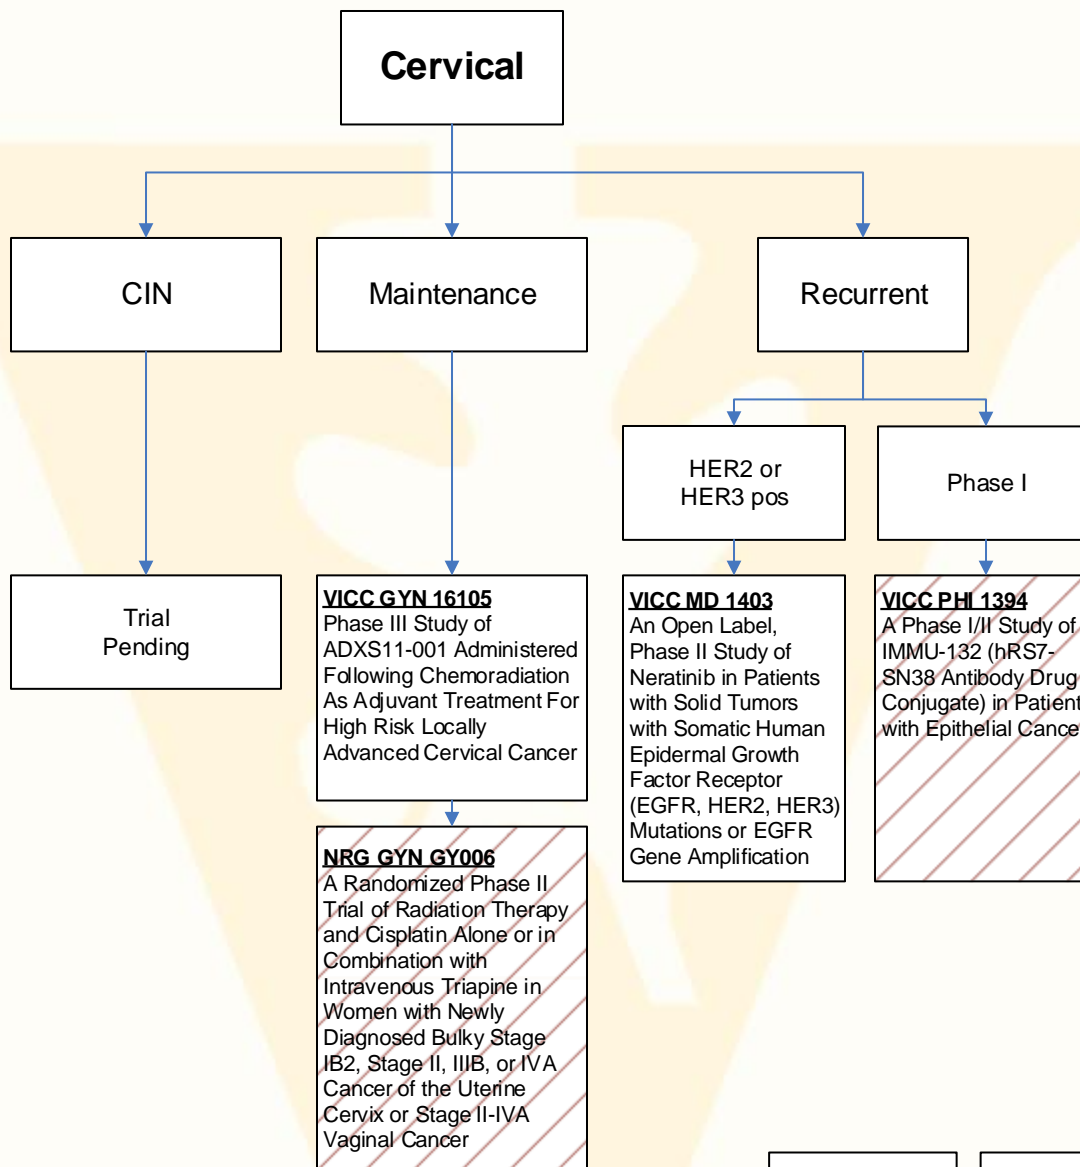 Cervical
CIN
Maintenance
Recurrent
HER2 or
HER3 pos
Phase I
Trial
Pending
VICC GYN 16105
Phase III Study of
ADXS11-001 Administered
Following Chemoradiation
As Adjuvant Treatment For
High Risk Locally
Advanced Cervical Cancer
VICC MD 1403
An Open Label,
Phase II Study of
Neratinib in Patients
with Solid Tumors
with Somatic Human
Epidermal Growth
Factor Receptor
(EGFR, HER2, HER3)
Mutations or EGFR
Gene Amplification
VICC PHI 1394
A Phase I/II Study of
IMMU-132 (hRS7-
SN38 Antibody Drug
Conjugate) in Patient
with Epithelial Cance
NRG GYN GY006
A Randomized Phase II
Trial of Radiation Therapy
and Cisplatin Alone or in
Combination with
Intravenous Triapine in
Women with Newly
Diagnosed Bulky Stage
IB2, Stage II, IIIB, or IVA
Cancer of the Uterine
Cervix or Stage II-IVA
Vaginal Cancer